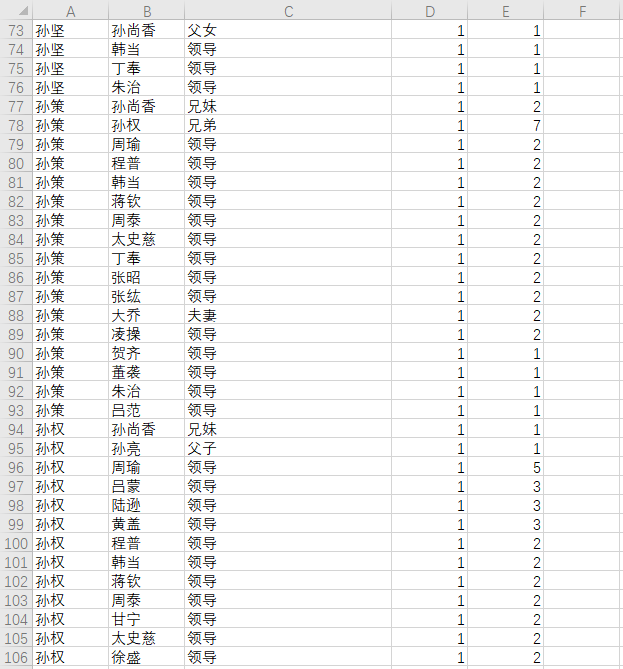 A B C D E F
73 孙坚 孙尚香 父女 1 1
74 孙坚 韩当 领导 1 1
75 孙坚 丁奉 领导 1 1
76 孙坚 朱治 领导 1 1
77 孙策 孙尚香 兄妹 1 2
78 孙策 孙权 兄弟 1 7
79 孙策 周瑜 领导 1 2
80 孙策 程普 领导 1 2
81 孙策 韩当 领导 1 2
82 孙策 蒋钦 领导 1 2
83 孙策 周泰 领导 1 2
84 孙策 太史慈 领导 1 2
85 孙策 丁奉 领导 1 2
86 孙策 张昭 领导 1 2
87 孙策 张纮 领导 1 2
88 孙策 大乔 夫妻 1 2
89 孙策 凌操 领导 1 2
90 孙策 贺齐 领导 1 1
91 孙策 董袭 领导 1 1
92 孙策 朱治 领导 1 1
93 孙策 吕范 领导 1 1
94 孙权 孙尚香 兄妹 1 1
95 孙权 孙亮 父子 1 1
96 孙权 周瑜 领导 1 5
97 孙权 吕蒙 领导 1 3
98 孙权 陆逊 领导 1 3
99 孙权 黄盖 领导 1 3
100 孙权 程普 领导 1 2
101 孙权 韩当 领导 1 2
102 孙权 蒋钦 领导 1 2
103 孙权 周泰 领导 1 2
104 孙权 甘宁 领导 1 2
105 孙权 太史慈 领导 1 2
106 孙权 徐盛 领导 1 2